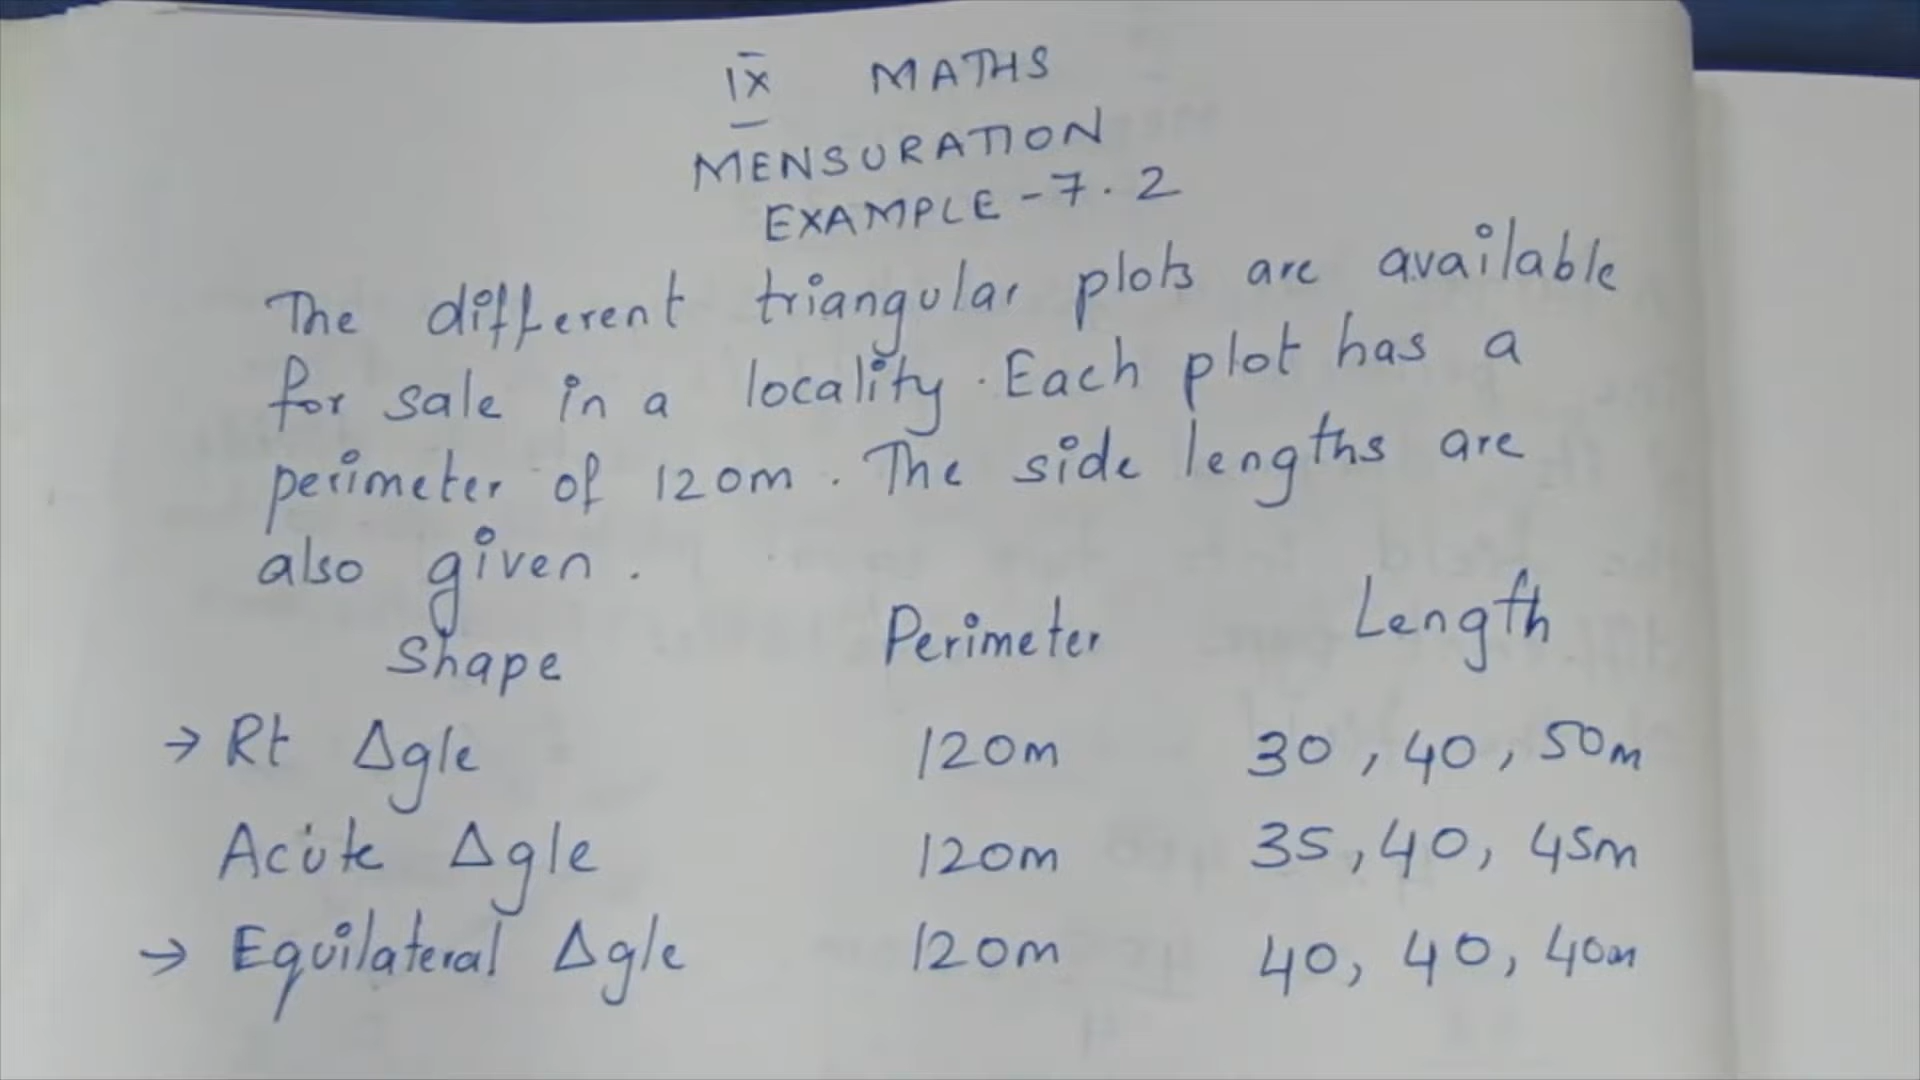 IX MATHS
MENSURATION
EXAMPLE - 7.2
The different triangular plots are available
for sale in a locality. Each plot has a
perimeter of 120m. The side lengths are
also given.
Shape Perimeter Length
→ Rt Δgle 120m 30, 40, 50m
Acute Δgle 120m 35, 40, 45m
→ Equilateral Δgle 120m 40, 40, 40m